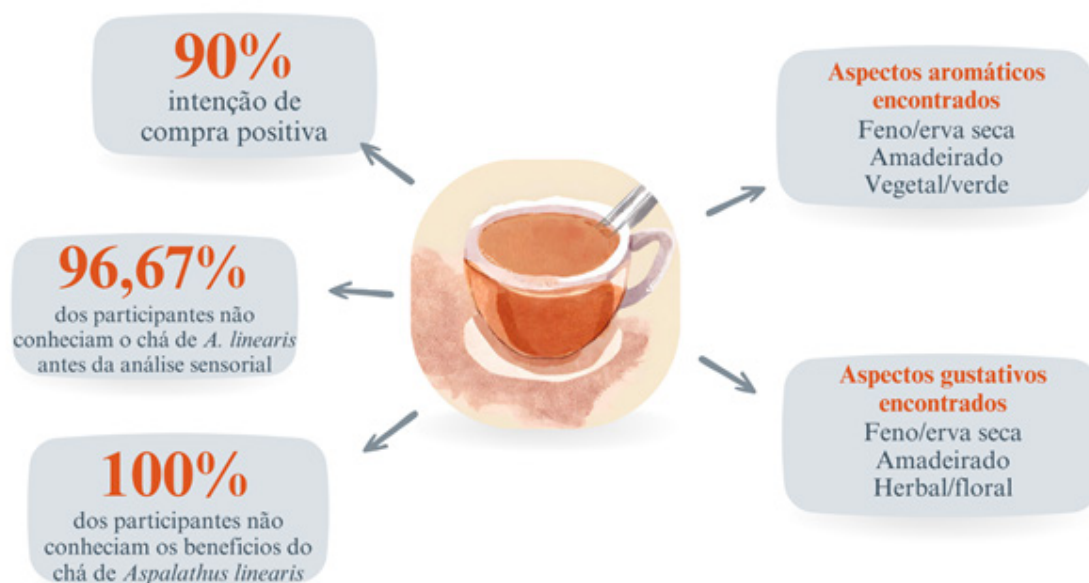 90%
intenção de
compra positiva
96,67%
dos participantes não
conheciam o chá de A. linearis
antes da análise sensorial
100%
dos participantes não
conheciam os beneficios do
chá de Aspalathus linearis
Aspectos aromáticos
encontrados
Feno/erva seca
Amadeirado
Vegetal/verde
Aspectos gustativos
encontrados
Feno/erva seca
Amadeirado
Herbal/floral